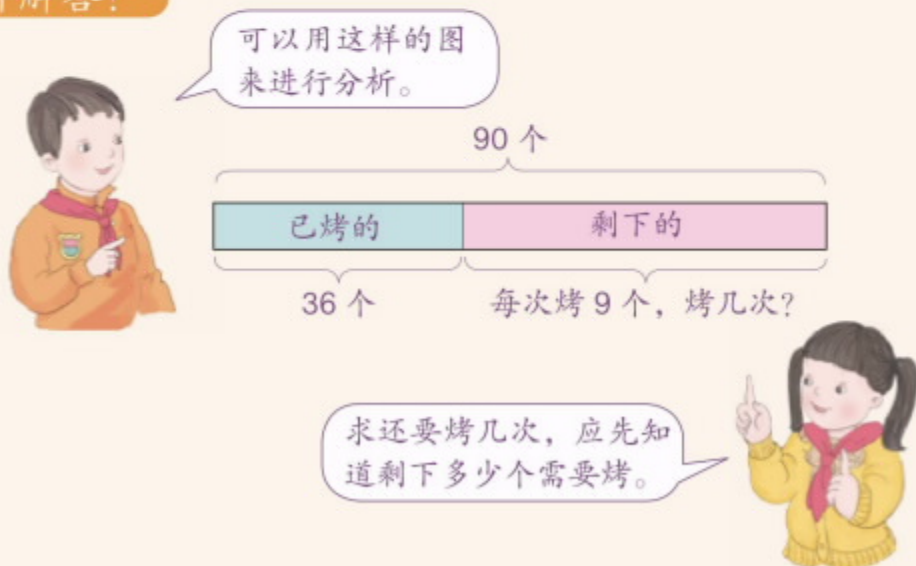 解答？
可以用这样的图
来进行分析。
90 个
已烤的
剩下的
36 个
每次烤 9 个，烤几次？
求还要烤几次，应先知
道剩下多少个需要烤。